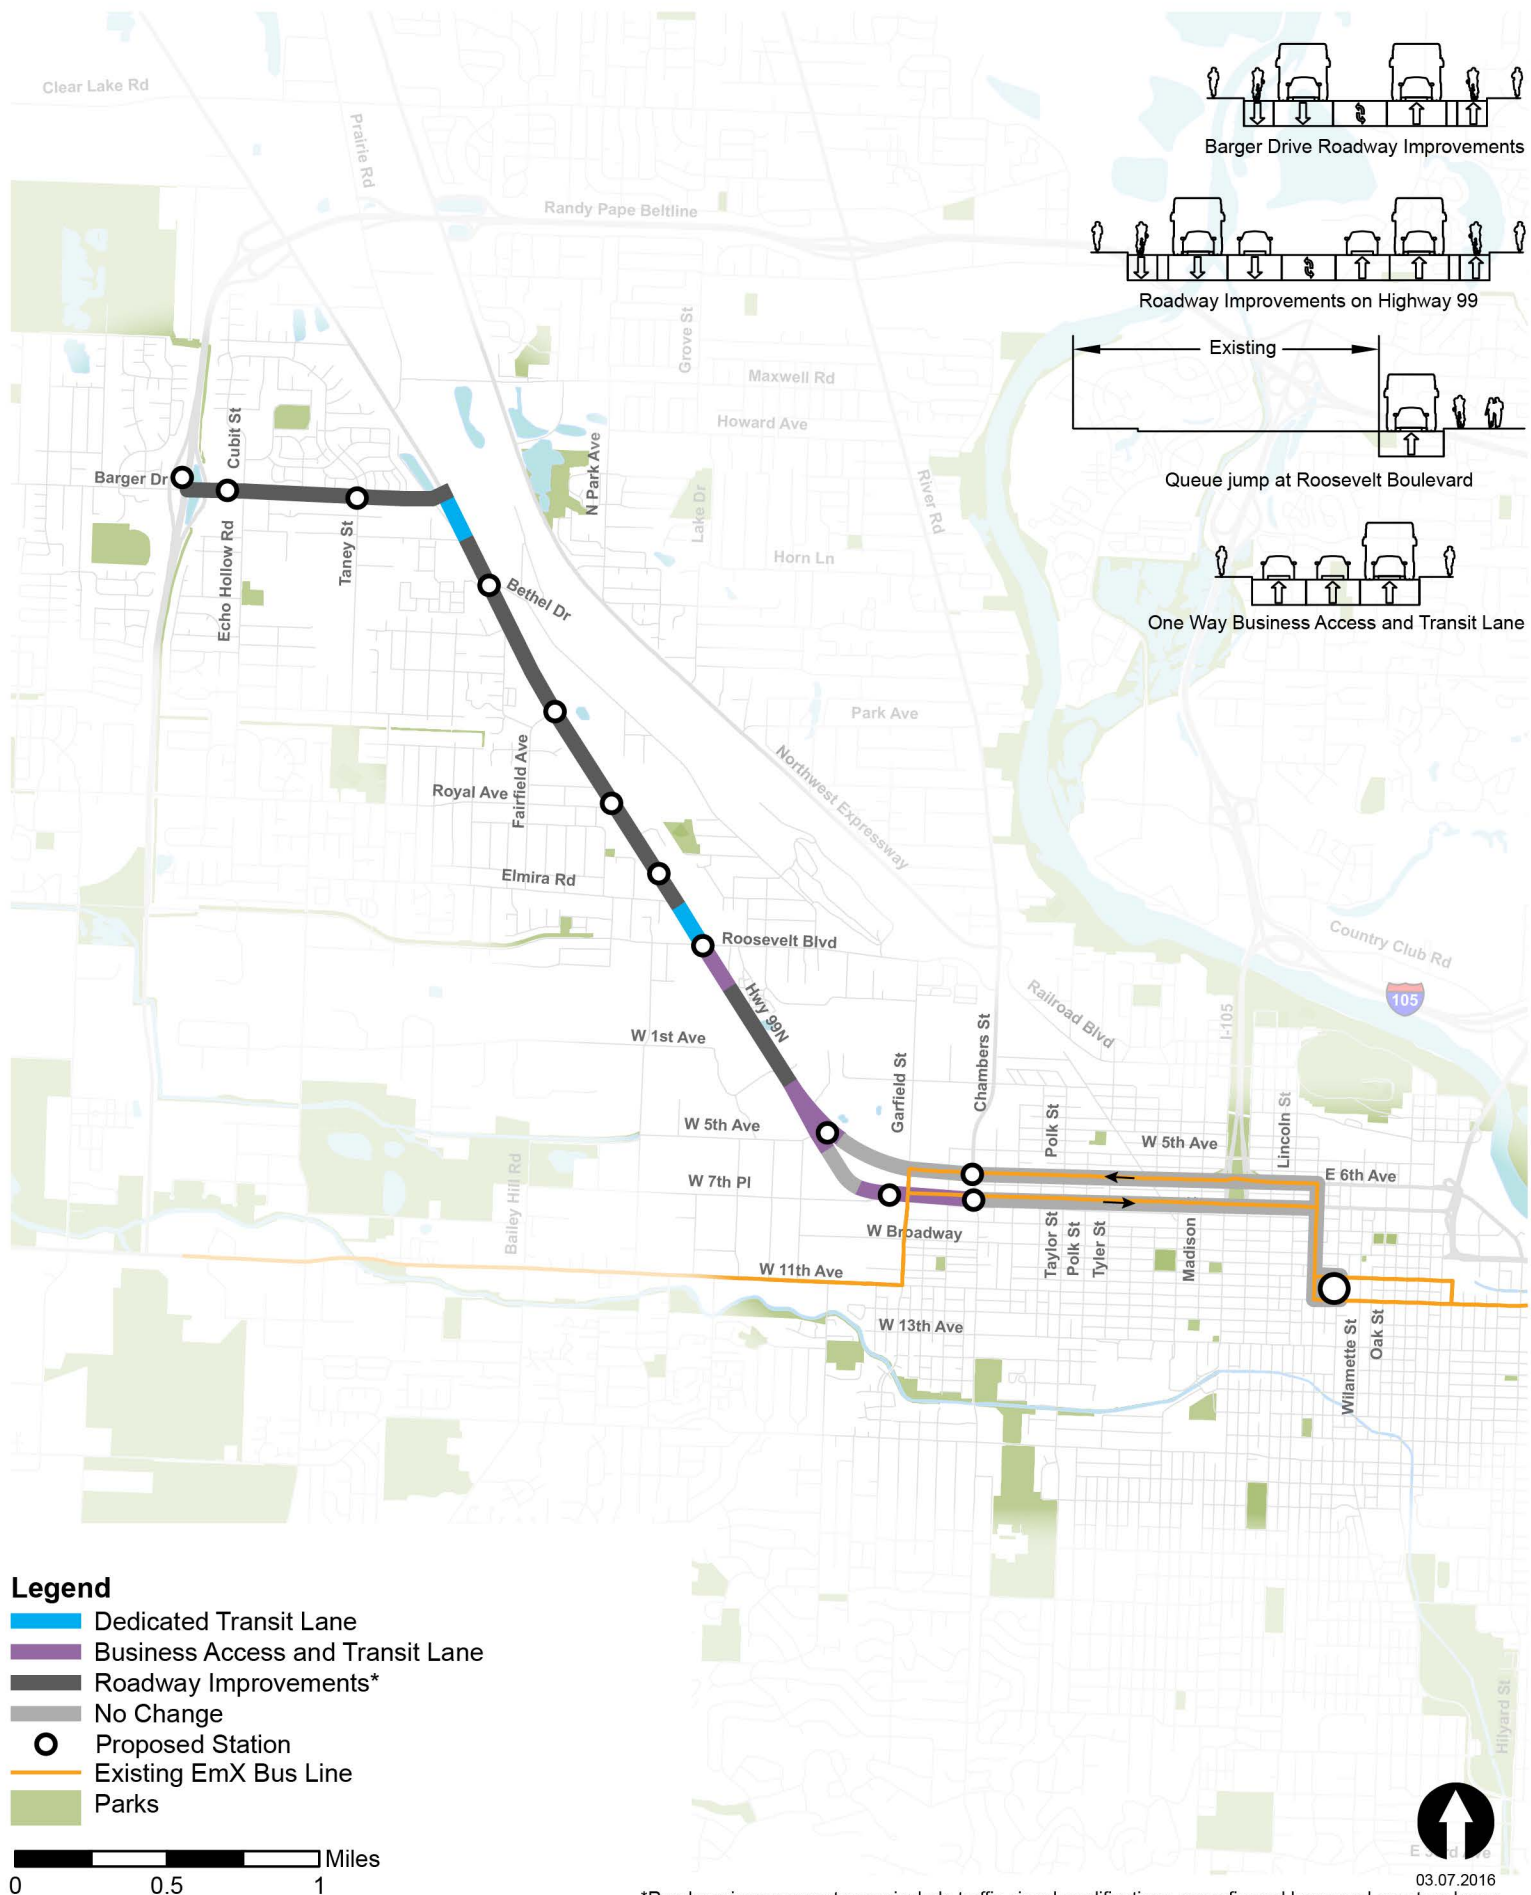 Clear Lake Rd
Prairie Rd
Randy Pape Beltline
Barger Drive Roadway Improvements
Roadway Improvements on Highway 99
Existing
Queue jump at Roosevelt Boulevard
One Way Business Access and Transit Lane
Grove St
Maxwell Rd
Howard Ave
Cubit St
Barger Dr
N Park Ave
Lake Dr
River Rd
Echo Hollow Rd
Taney St
Horn Ln
Bethel Dr
Park Ave
Northwest Expressway
Fairfield Ave
Royal Ave
Elmira Rd
Roosevelt Blvd
Country Club Rd
105
Hwy 99N
Railroad Blvd
I-105
W 1st Ave
Garfield St
Chambers St
Polk St
Lincoln St
W 5th Ave
W 5th Ave
E 6th Ave
W 7th Pl
Bailey Hill Rd
W Broadway
Taylor St
Polk St
Tyler St
Madison
W 11th Ave
W 13th Ave
Wilamette St
Oak St
Legend
Dedicated Transit Lane
Business Access and Transit Lane
Roadway Improvements*
No Change
Proposed Station
Existing EmX Bus Line
Parks
Miles
0 0.5 1
Hilyard St
03.07.2016